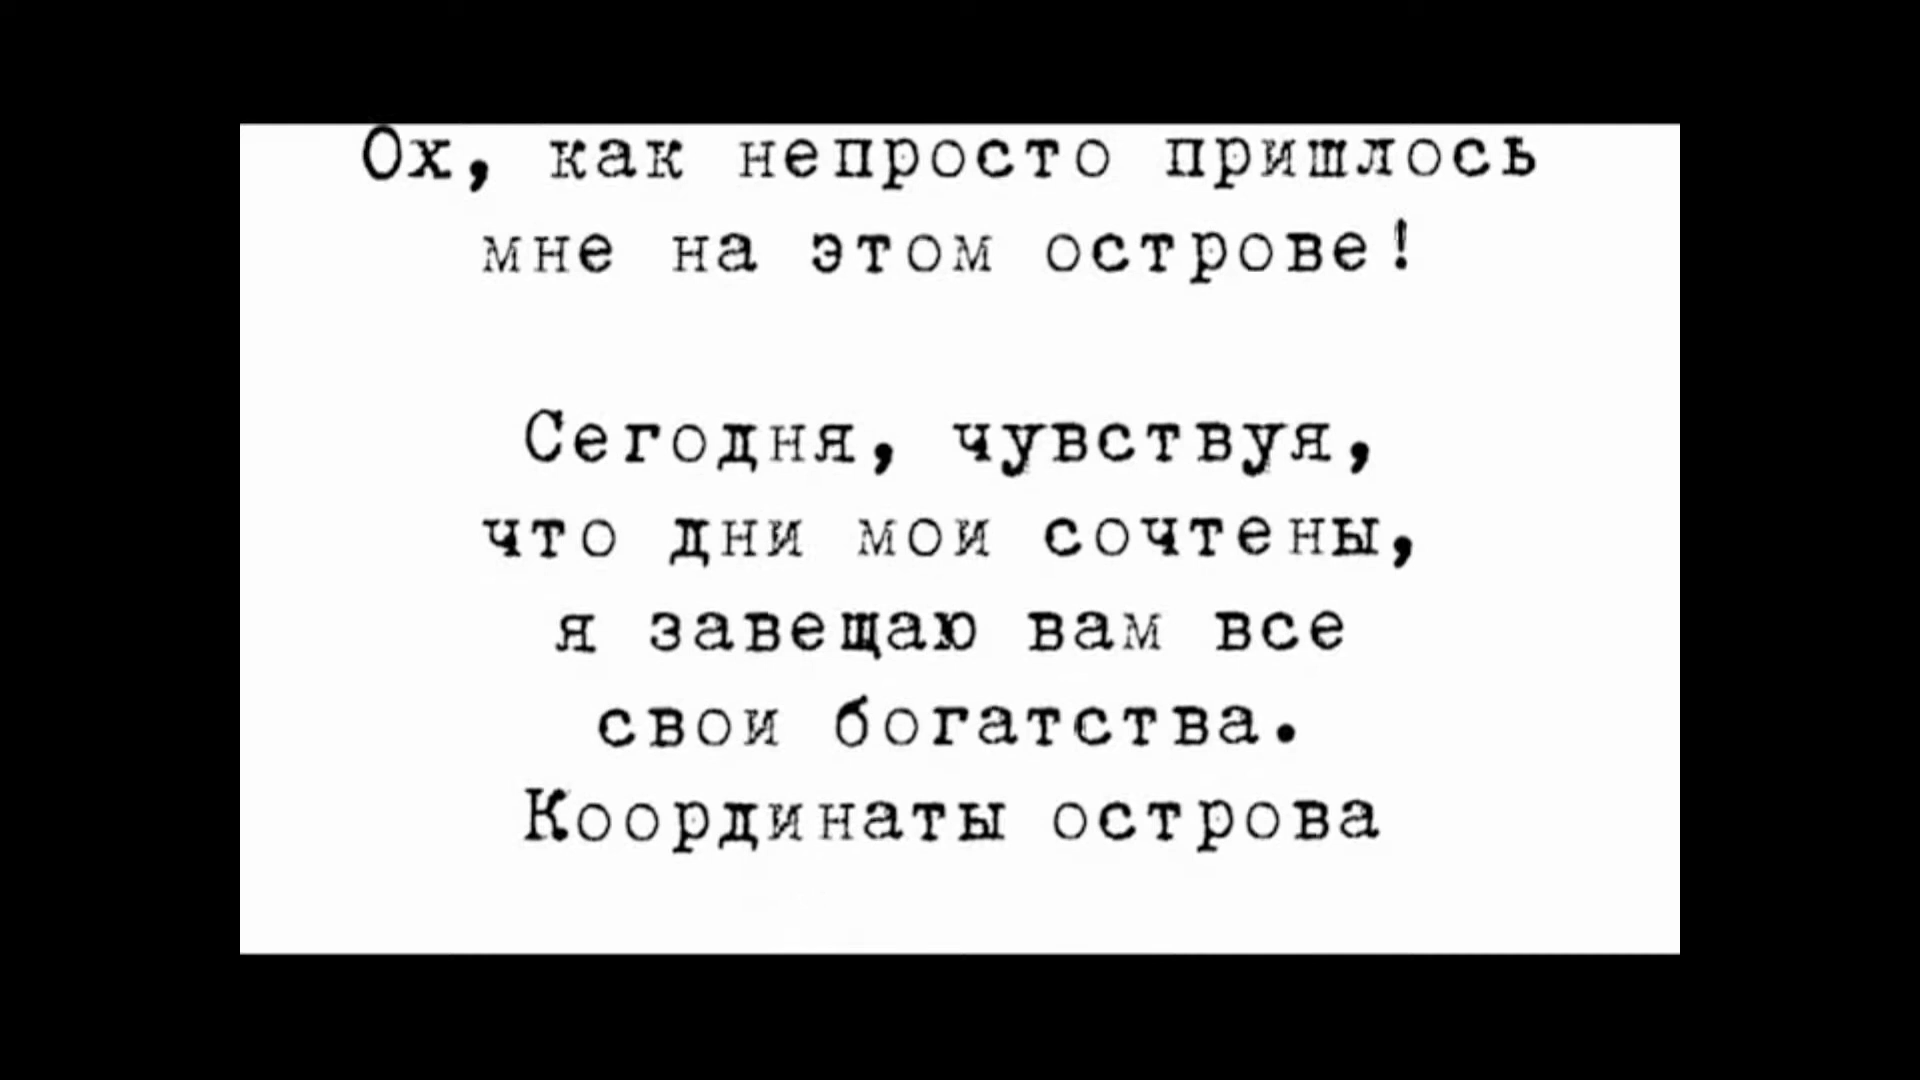 Ох, как непросто пришлось
мне на этом острове!
Сегодня, чувствуя,
что дни мои сочтены,
я завещаю вам все
свои богатства.
Координаты острова